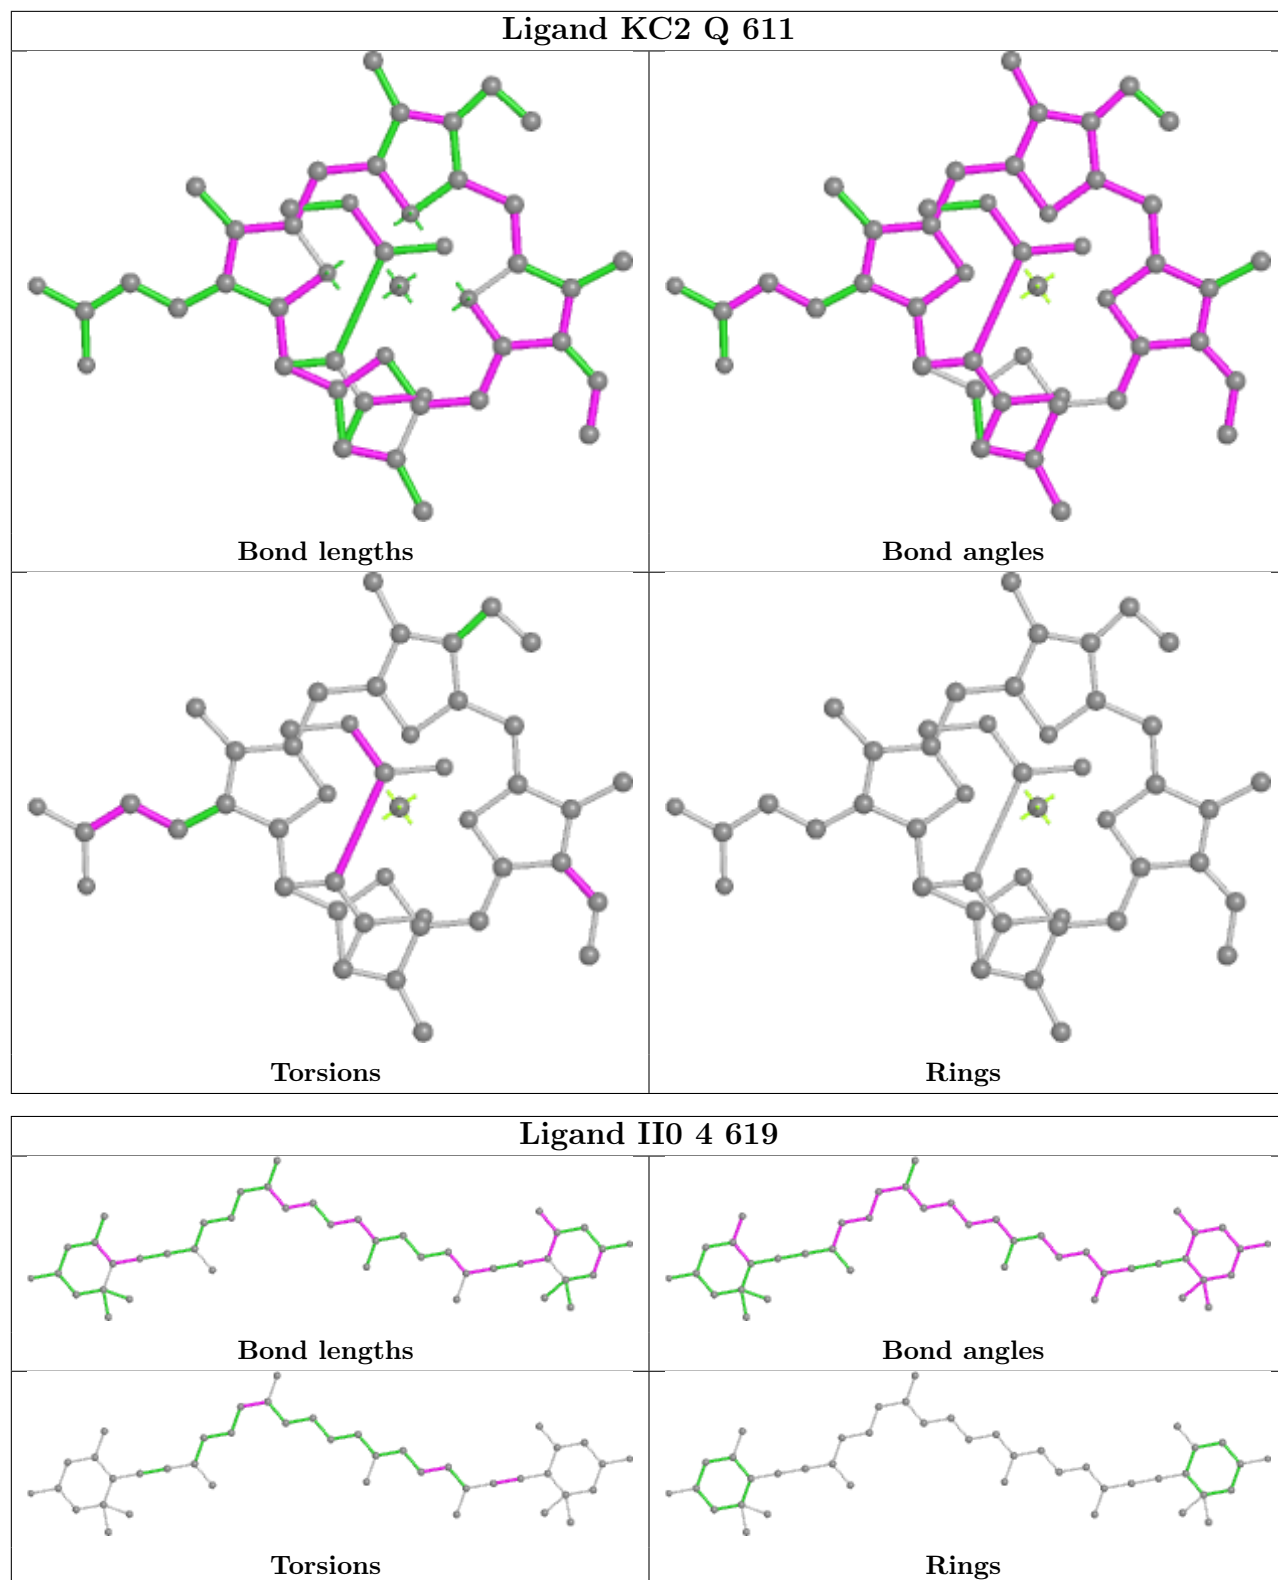 Ligand KC2 Q 611
Bond lengths
Bond angles
Torsions
Rings
Ligand II0 4 619
Bond lengths
Bond angles
Torsions
Rings